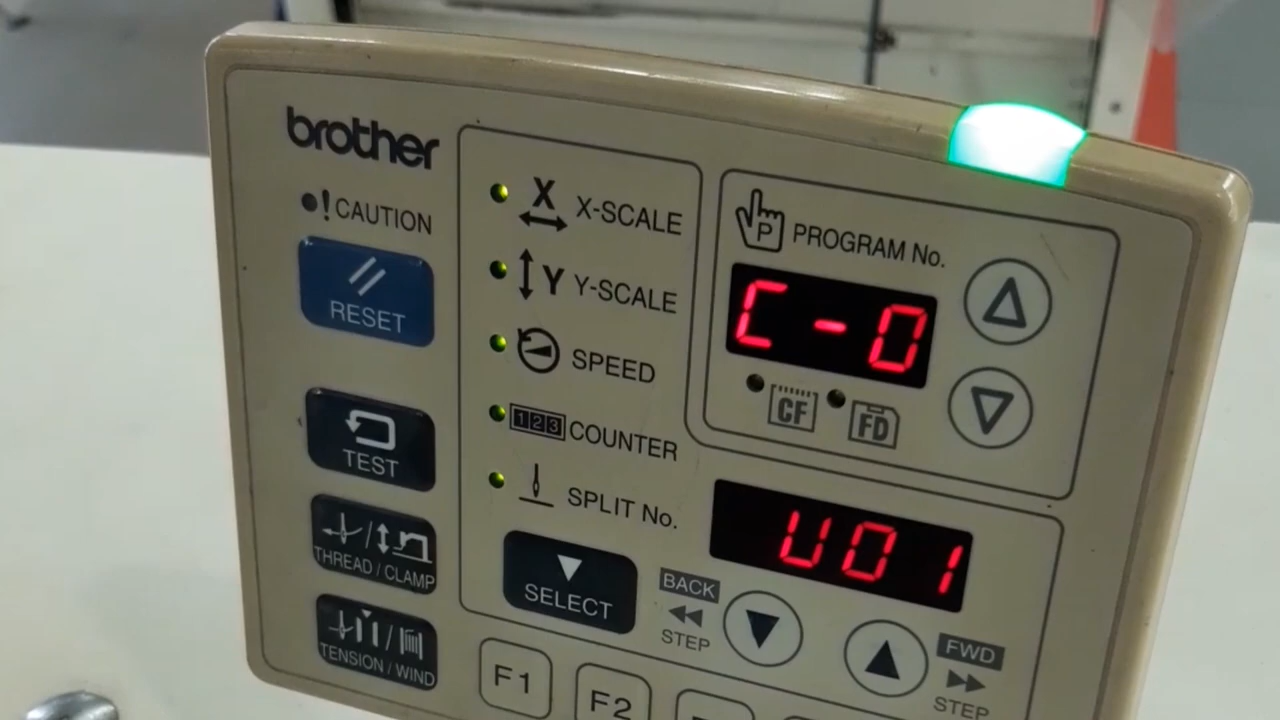 brother
!CAUTION
RESET
TEST
THREAD / CLAMP
TENSION / WIND
X X-SCALE
Y Y-SCALE
SPEED
123 COUNTER
SPLIT No.
SELECT
P PROGRAM No.
C-0
CF FD
U01
BACK
STEP
FWD
STEP
F1
F2